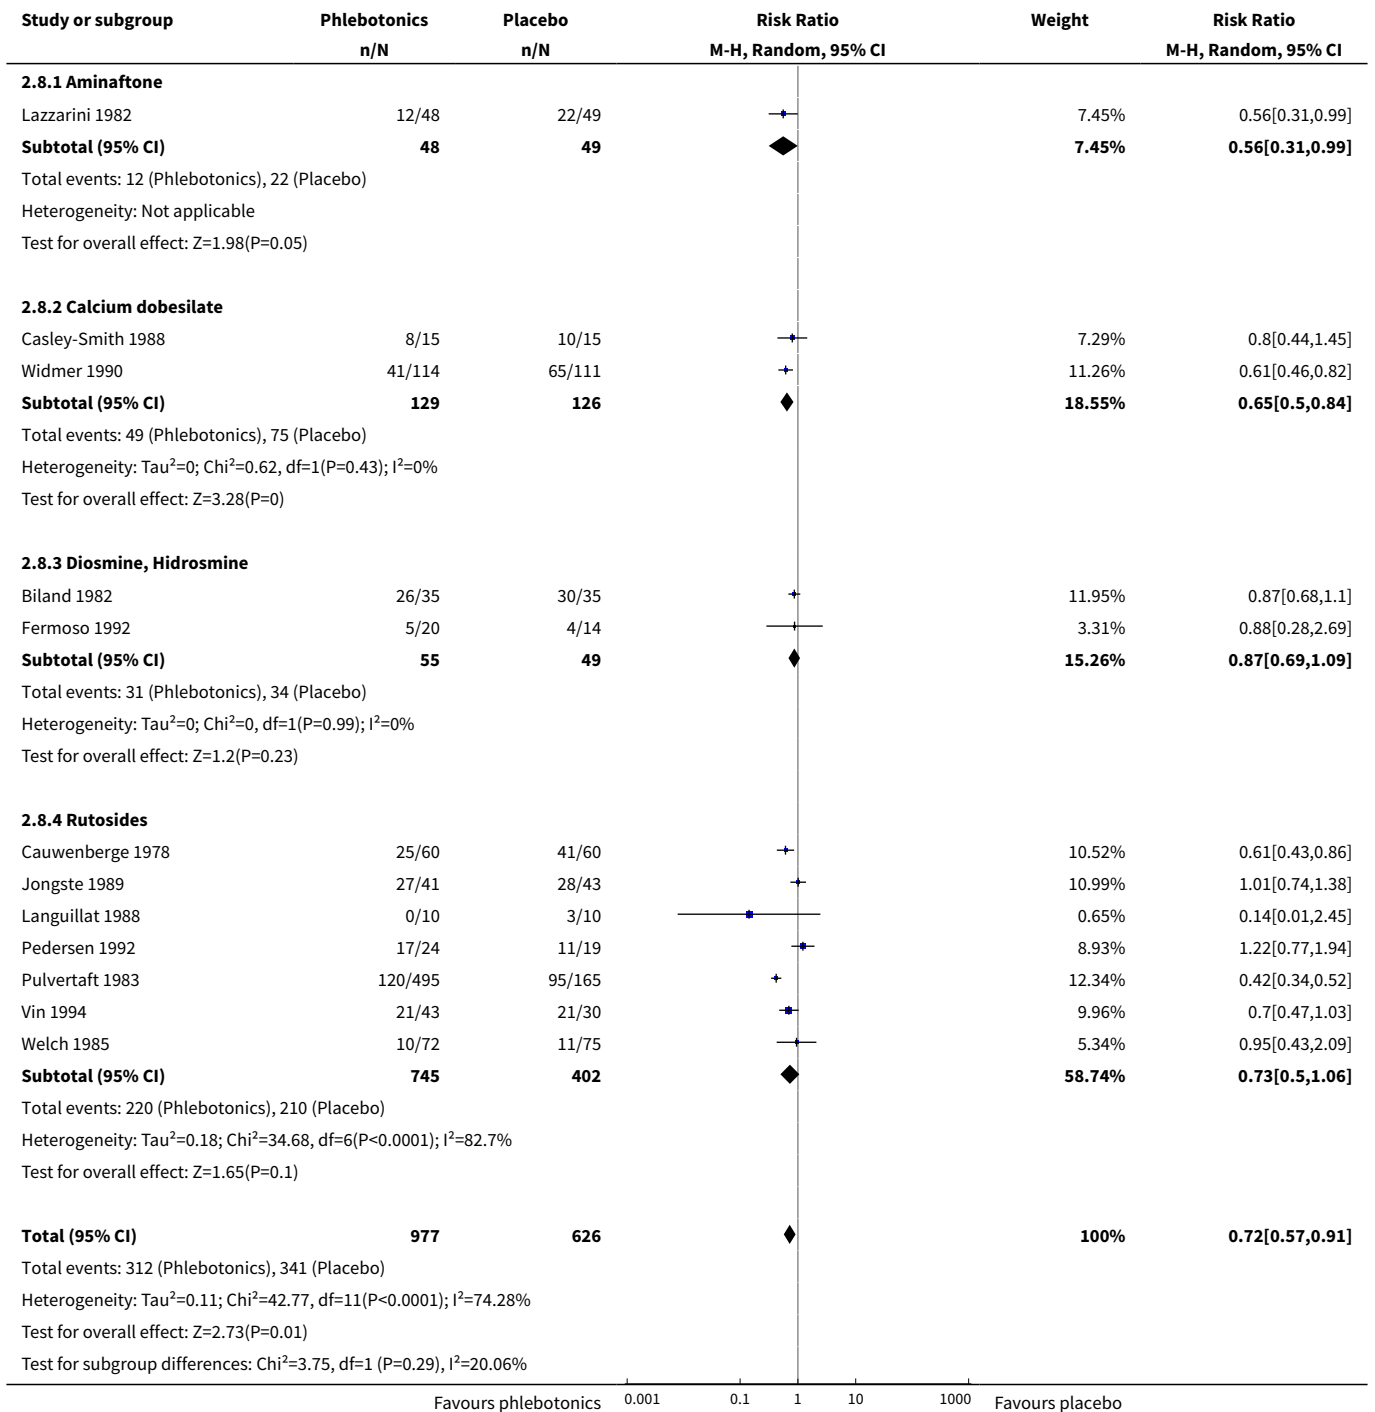 Study or subgroup Phlebotonics Placebo Risk Ratio Weight Risk Ratio
n/N n/N M-H, Random, 95% CI M-H, Random, 95% CI
2.8.1 Aminaftone
Lazzarini 1982 12/48 22/49 7.45% 0.56[0.31,0.99]
Subtotal (95% CI) 48 49 7.45% 0.56[0.31,0.99]
Total events: 12 (Phlebotonics), 22 (Placebo)
Heterogeneity: Not applicable
Test for overall effect: Z=1.98(P=0.05)
2.8.2 Calcium dobesilate
Casley-Smith 1988 8/15 10/15 7.29% 0.8[0.44,1.45]
Widmer 1990 41/114 65/111 11.26% 0.61[0.46,0.82]
Subtotal (95% CI) 129 126 18.55% 0.65[0.5,0.84]
Total events: 49 (Phlebotonics), 75 (Placebo)
Heterogeneity: Tau²=0; Chi²=0.62, df=1(P=0.43); I²=0%
Test for overall effect: Z=3.28(P=0)
2.8.3 Diosmine, Hidrosmine
Biland 1982 26/35 30/35 11.95% 0.87[0.68,1.1]
Fermoso 1992 5/20 4/14 3.31% 0.88[0.28,2.69]
Subtotal (95% CI) 55 49 15.26% 0.87[0.69,1.09]
Total events: 31 (Phlebotonics), 34 (Placebo)
Heterogeneity: Tau²=0; Chi²=0, df=1(P=0.99); I²=0%
Test for overall effect: Z=1.2(P=0.23)
2.8.4 Rutosides
Cauwenberge 1978 25/60 41/60 10.52% 0.61[0.43,0.86]
Jongste 1989 27/41 28/43 10.99% 1.01[0.74,1.38]
Languillat 1988 0/10 3/10 0.65% 0.14[0.01,2.45]
Pedersen 1992 17/24 11/19 8.93% 1.22[0.77,1.94]
Pulvertaft 1983 120/495 95/165 12.34% 0.42[0.34,0.52]
Vin 1994 21/43 21/30 9.96% 0.7[0.47,1.03]
Welch 1985 10/72 11/75 5.34% 0.95[0.43,2.09]
Subtotal (95% CI) 745 402 58.74% 0.73[0.5,1.06]
Total events: 220 (Phlebotonics), 210 (Placebo)
Heterogeneity: Tau²=0.18; Chi²=34.68, df=6(P<0.0001); I²=82.7%
Test for overall effect: Z=1.65(P=0.1)
Total (95% CI) 977 626 100% 0.72[0.57,0.91]
Total events: 312 (Phlebotonics), 341 (Placebo)
Heterogeneity: Tau²=0.11; Chi²=42.77, df=11(P<0.0001); I²=74.28%
Test for overall effect: Z=2.73(P=0.01)
Test for subgroup differences: Chi²=3.75, df=1 (P=0.29), I²=20.06%
Favours phlebotonics 0.001 0.1 1 10 1000 Favours placebo